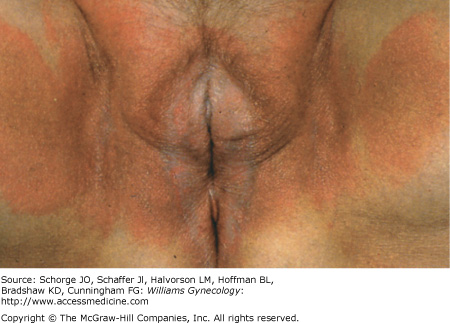 Source: Schorge JO, Schaffer Jl, Halvorson LM, Hoffman BL,
Bradshaw KD, Cunningham FG: Williams Gynecology:
http://www.accessmedicine.com
Copyright © The McGraw-Hill Companies, Inc. All rights reserved.